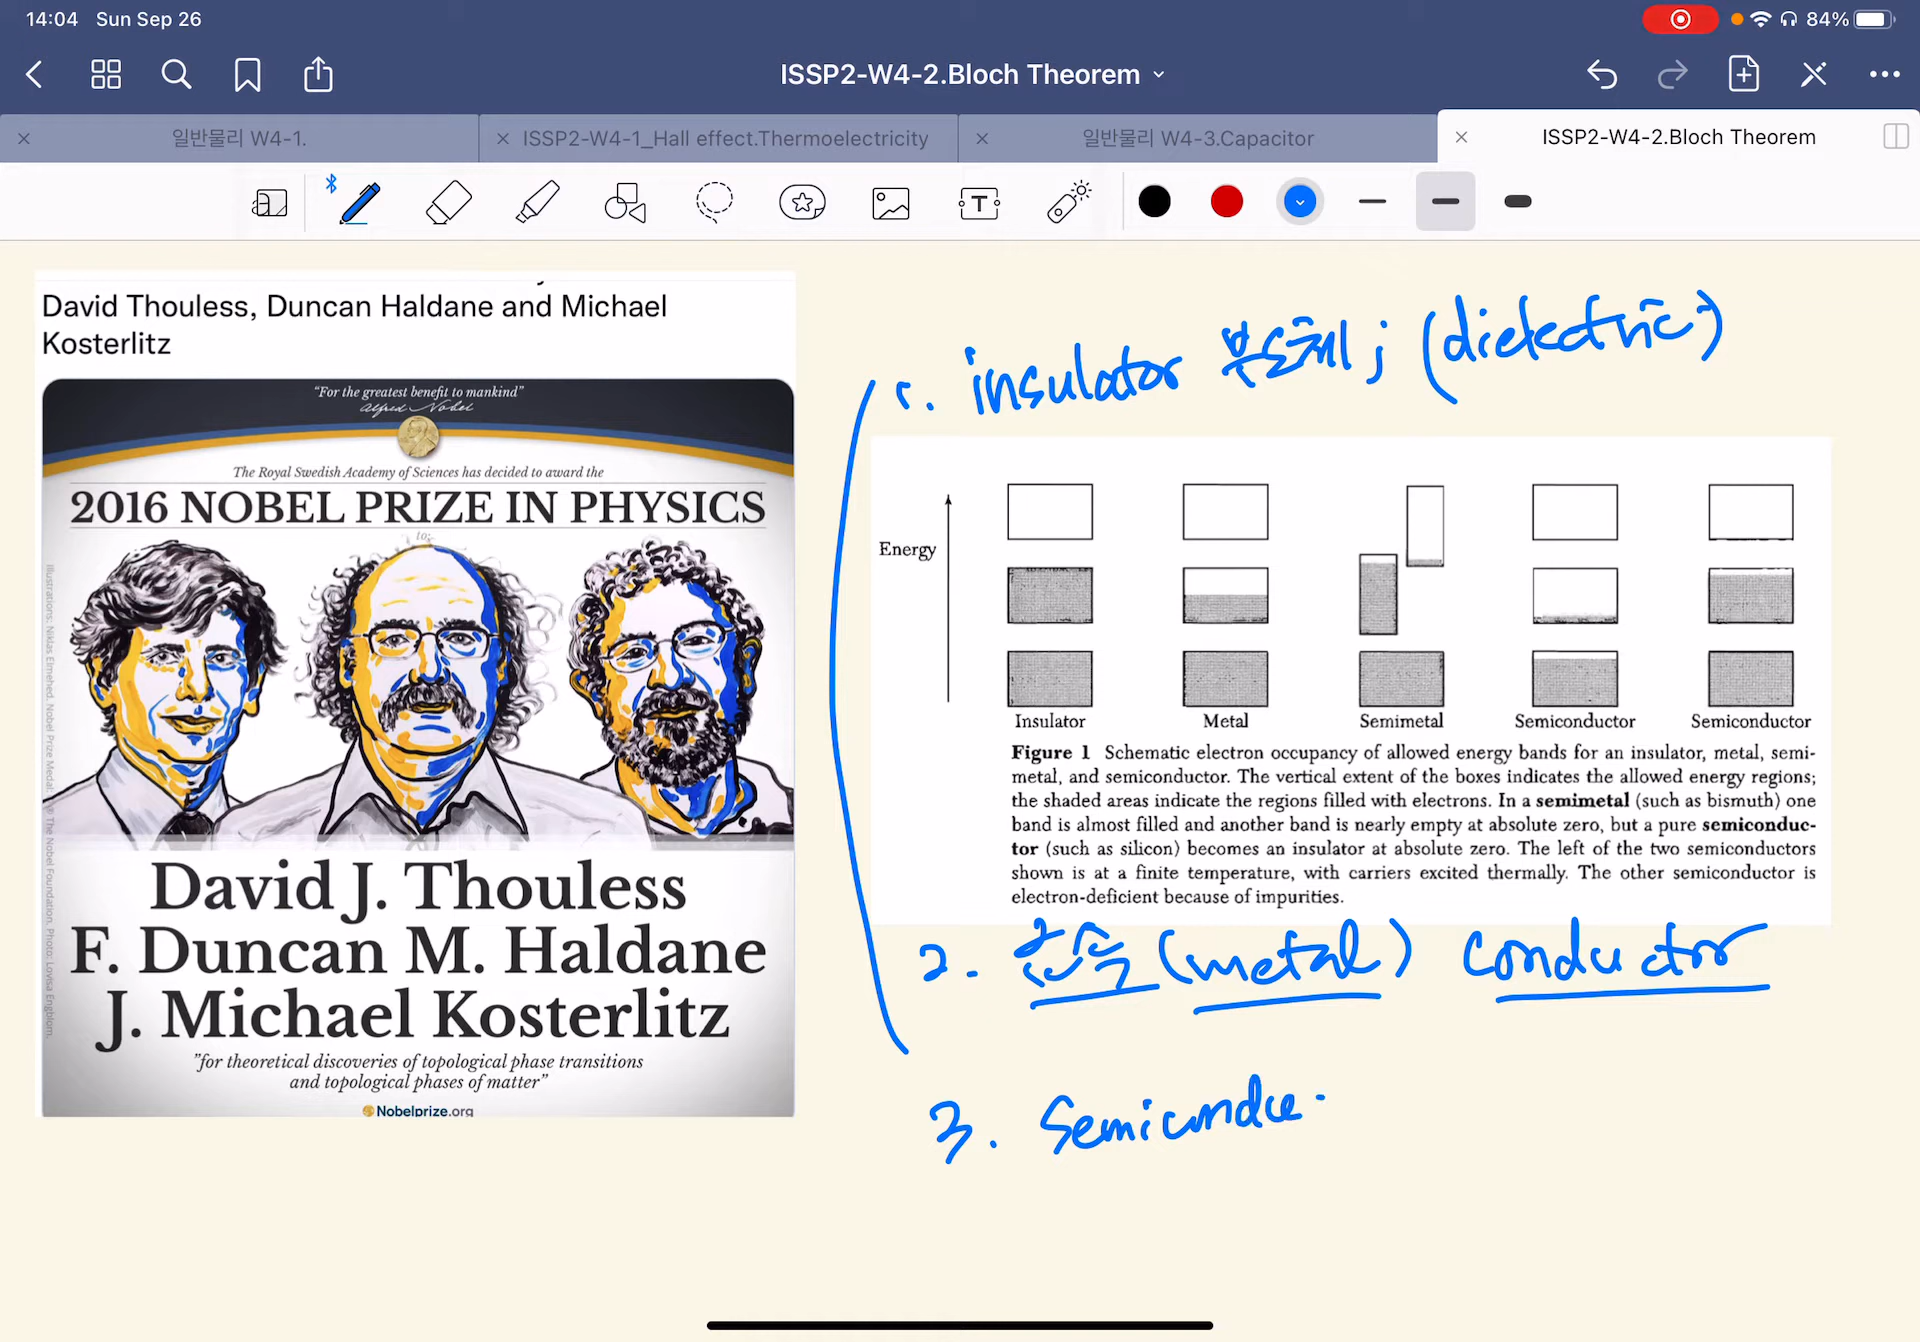 14:04 Sun Sep 26
84%
ISSP2-W4-2.Bloch Theorem
일반물리 W4-1.
ISSP2-W4-1_Hall effect.Thermoelectricity
일반물리 W4-3.Capacitor
ISSP2-W4-2.Bloch Theorem
David Thouless, Duncan Haldane and Michael
Kosterlitz
"For the greatest benefit to mankind"
Alfred Nobel
The Royal Swedish Academy of Sciences has decided to award the
2016 NOBEL PRIZE IN PHYSICS
to:
David J. Thouless
F. Duncan M. Haldane
J. Michael Kosterlitz
"for theoretical discoveries of topological phase transitions
and topological phases of matter"
Nobelprize.org
1. insulator 부도체 ; (dielectric)
Energy
Insulator Metal Semimetal Semiconductor Semiconductor
Figure 1 Schematic electron occupancy of allowed energy bands for an insulator, metal, semi-
metal, and semiconductor. The vertical extent of the boxes indicates the allowed energy regions;
the shaded areas indicate the regions filled with electrons. In a semimetal (such as bismuth) one
band is almost filled and another band is nearly empty at absolute zero, but a pure semiconduc-
tor (such as silicon) becomes an insulator at absolute zero. The left of the two semiconductors
shown is at a finite temperature, with carriers excited thermally. The other semiconductor is
electron-deficient because of impurities.
2. 금속 (metal) conductor
3. Semicondu